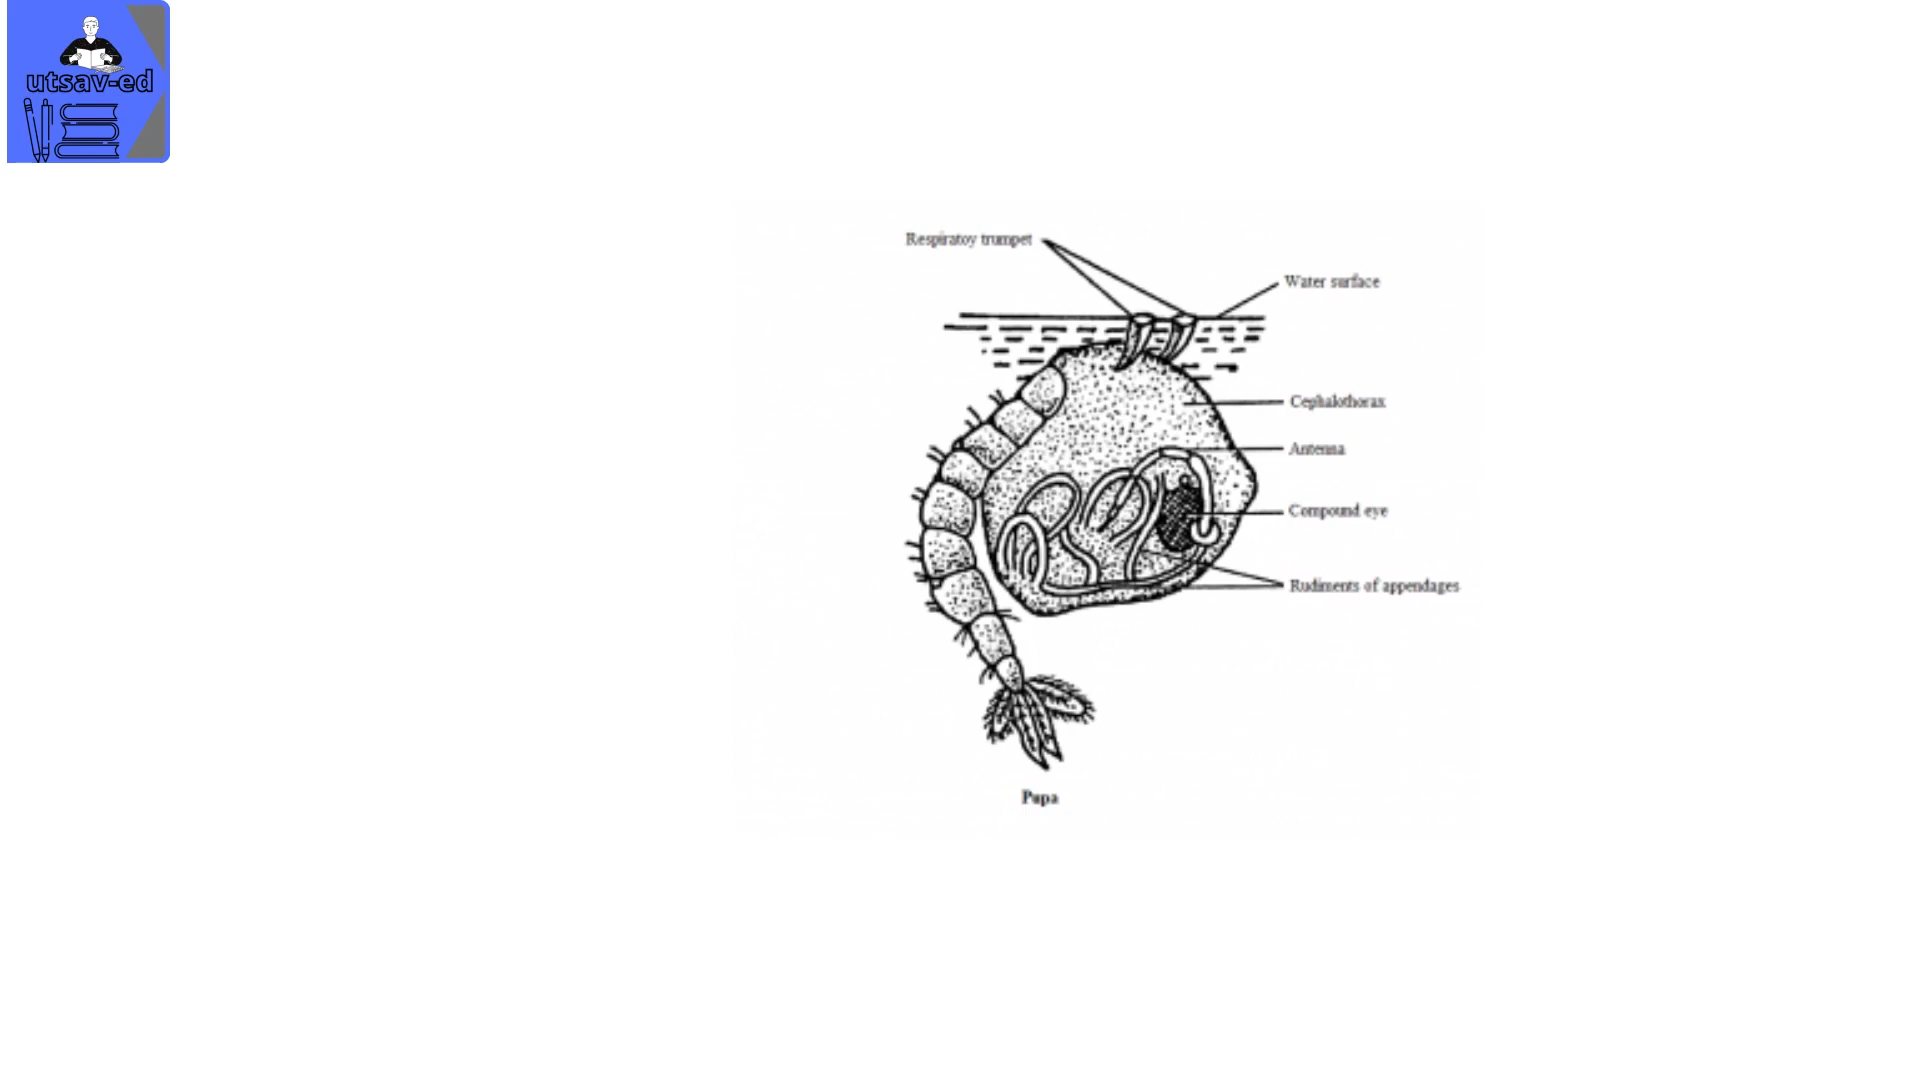 utsav-ed
Respiratoy trumpet
Water surface
Cephalothorax
Antenna
Compound eye
Rudiments of appendages
Pupa